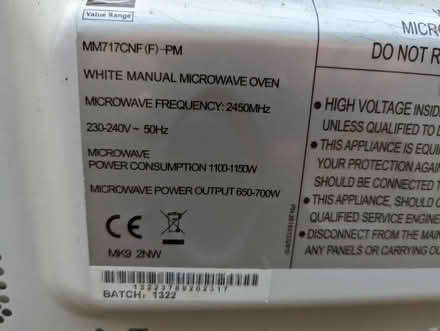 Value Range
MM717CNF (F)-PM
WHITE MANUAL MICROWAVE OVEN
MICROWAVE FREQUENCY: 2450MHz
230-240V~ 50Hz
MICROWAVE
POWER CONSUMPTION 1100-1150W
MICROWAVE POWER OUTPUT 650-700W
CE
MK9 2NW
BATCH: 1322
MICRO
DO NOT R
• HIGH VOLTAGE INSID
UNLESS QUALIFIED TO
• THIS APPLIANCE IS EQUI
YOUR PROTECTION AGAI
SHOULD BE CONNECTED
• THIS APPLIANCE, SHOULD
QUALIFIED SERVICE ENGINE
• DISCONNECT FROM THE MAIN
ANY PANELS OR CARRYING OU